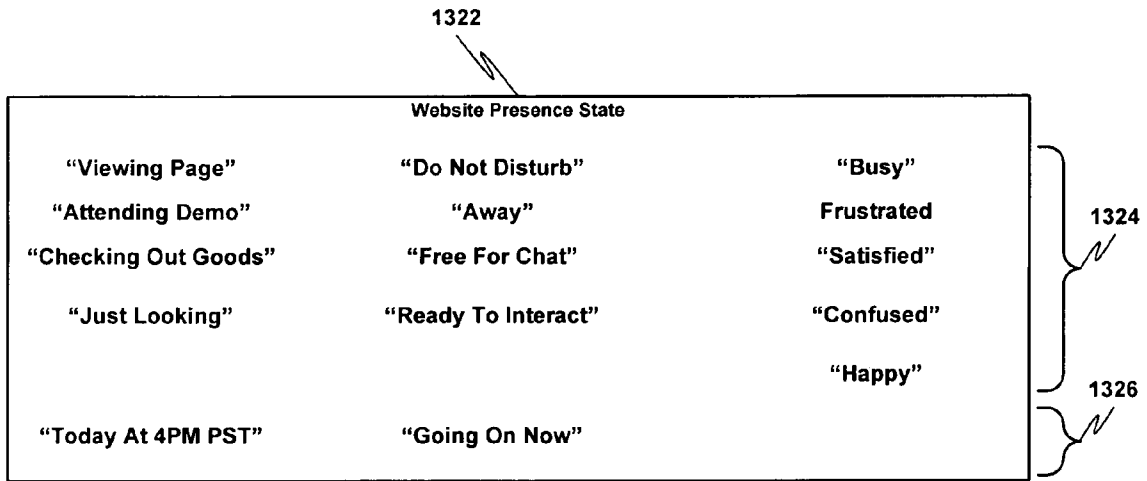 1322
Website Presence State
“Viewing Page” “Do Not Disturb” “Busy”
“Attending Demo” “Away” Frustrated
1324
“Checking Out Goods” “Free For Chat” “Satisfied”
“Just Looking” “Ready To Interact” “Confused”
“Happy”
1326
“Today At 4PM PST” “Going On Now”